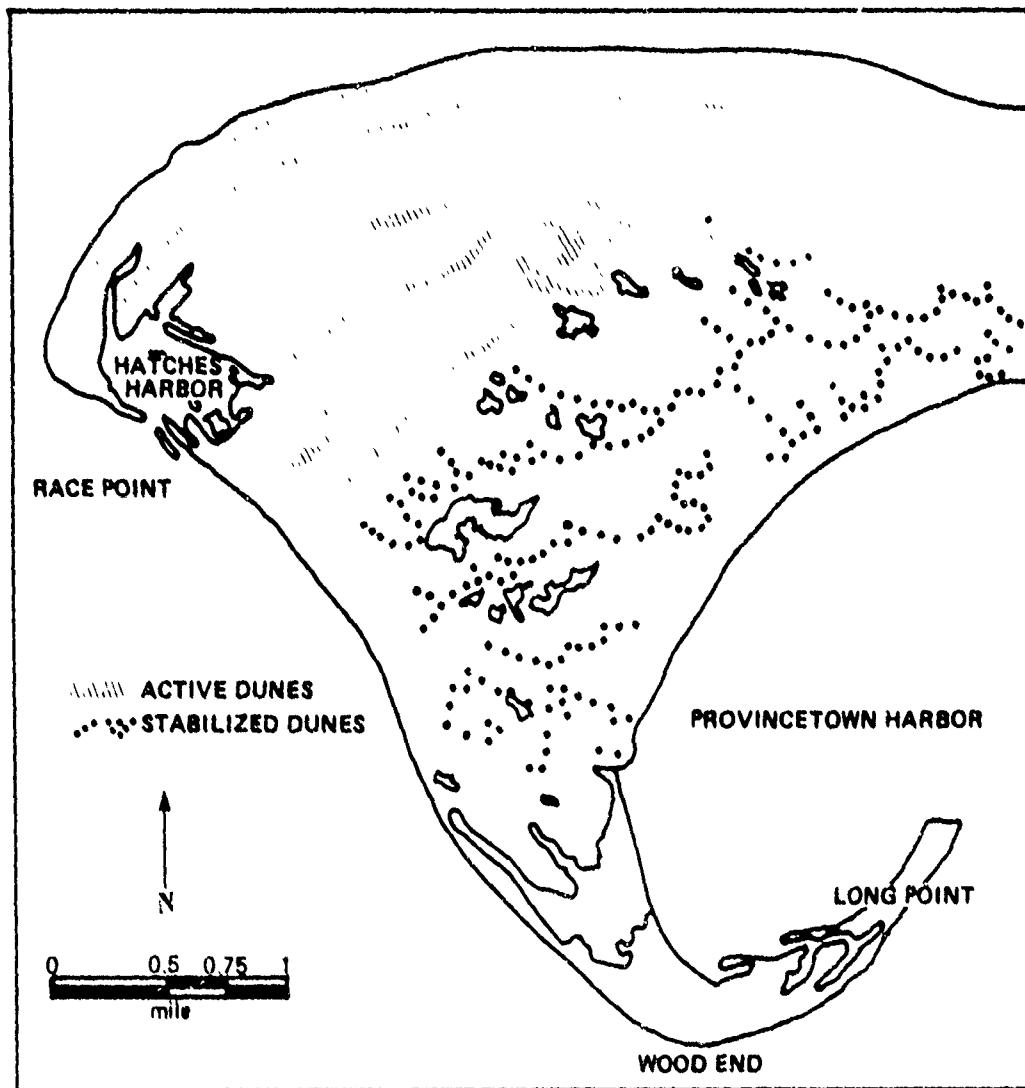 HATCHES
HARBOR
RACE POINT
ACTIVE DUNES
STABILIZED DUNES
PROVINCETOWN HARBOR
N
LONG POINT
0 0.5 0.75 1
mile
WOOD END